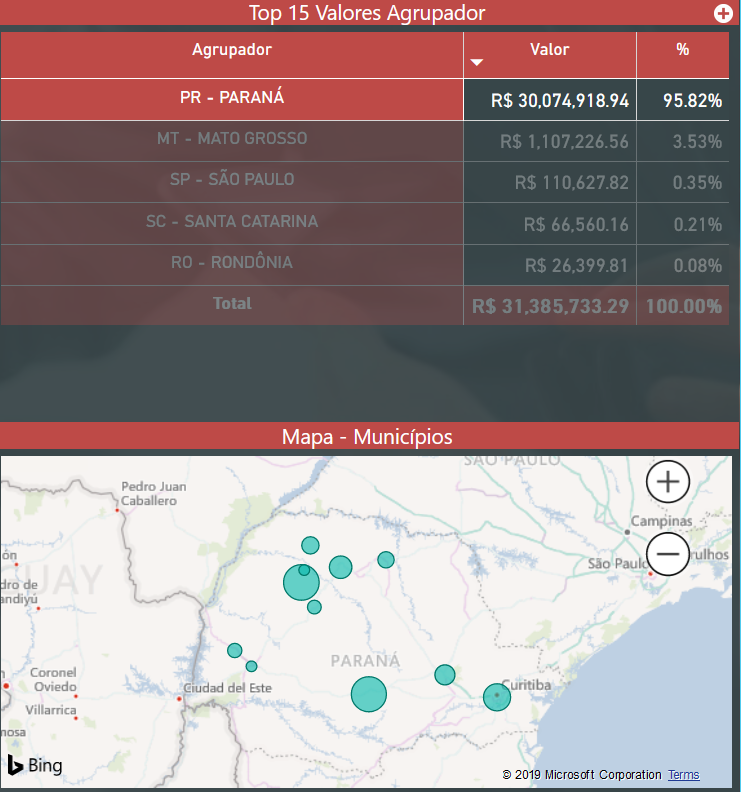 Top 15 Valores Agrupador
Agrupador Valor %
PR - PARANÁ R$ 30,074,918.94 95.82%
MT - MATO GROSSO R$ 1,107,226.56 3.53%
SP - SÃO PAULO R$ 110,627.82 0.35%
SC - SANTA CATARINA R$ 66,560.16 0.21%
RO - RONDÔNIA R$ 26,399.81 0.08%
Total R$ 31,385,733.29 100.00%
Mapa - Municípios
SÃO PAULO
Pedro Juan
Caballero
Campinas
ón
São Paulo
rulhos
UAY
dro de
andiyú
PARANÁ
Coronel
Oviedo
Ciudad del Este
Curitiba
Villarrica
mosa
Bing
© 2019 Microsoft Corporation Terms